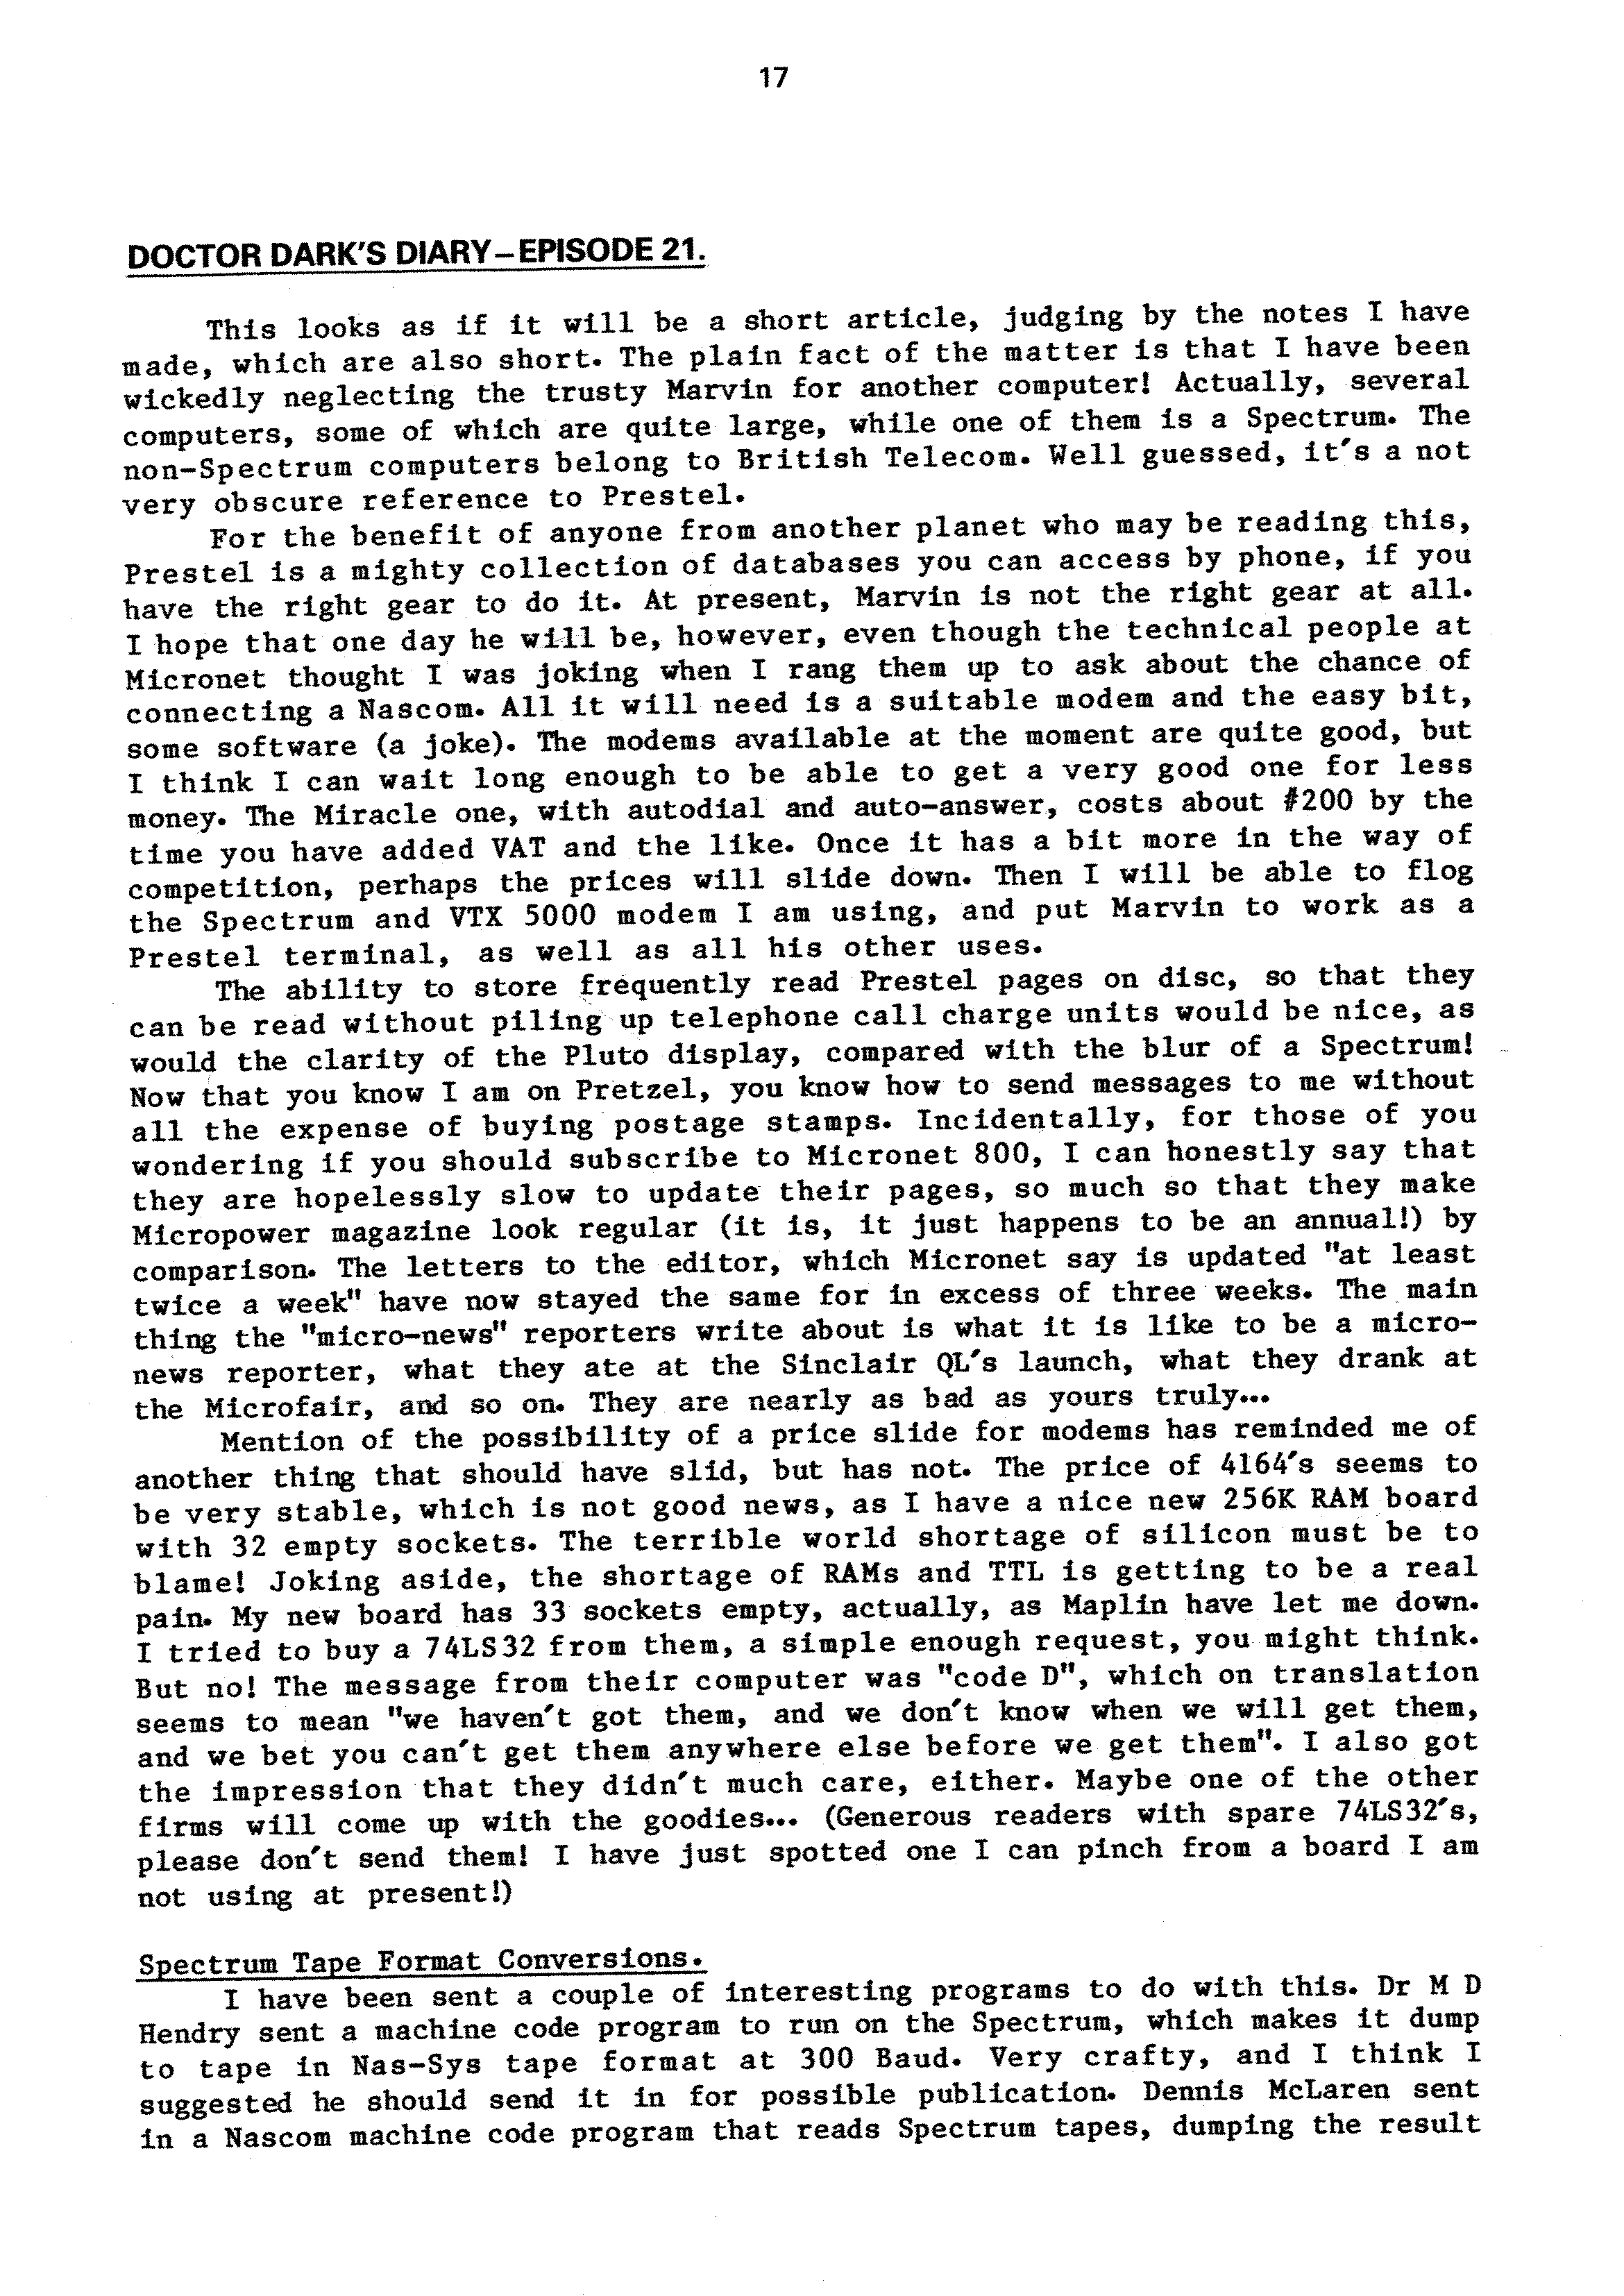 17
DOCTOR DARK'S DIARY–EPISODE 21.
This looks as if it will be a short article, judging by the notes I have
made, which are also short. The plain fact of the matter is that I have been
wickedly neglecting the trusty Marvin for another computer! Actually, several
computers, some of which are quite large, while one of them is a Spectrum. The
non-Spectrum computers belong to British Telecom. Well guessed, it's a not
very obscure reference to Prestel.
For the benefit of anyone from another planet who may be reading this,
Prestel is a mighty collection of databases you can access by phone, if you
have the right gear to do it. At present, Marvin is not the right gear at all.
I hope that one day he will be, however, even though the technical people at
Micronet thought I was joking when I rang them up to ask about the chance of
connecting a Nascom. All it will need is a suitable modem and the easy bit,
some software (a joke). The modems available at the moment are quite good, but
I think I can wait long enough to be able to get a very good one for less
money. The Miracle one, with autodial and auto-answer, costs about #200 by the
time you have added VAT and the like. Once it has a bit more in the way of
competition, perhaps the prices will slide down. Then I will be able to flog
the Spectrum and VTX 5000 modem I am using, and put Marvin to work as a
Prestel terminal, as well as all his other uses.
The ability to store frequently read Prestel pages on disc, so that they
can be read without piling up telephone call charge units would be nice, as
would the clarity of the Pluto display, compared with the blur of a Spectrum!
Now that you know I am on Pretzel, you know how to send messages to me without
all the expense of buying postage stamps. Incidentally, for those of you
wondering if you should subscribe to Micronet 800, I can honestly say that
they are hopelessly slow to update their pages, so much so that they make
Micropower magazine look regular (it is, it just happens to be an annual!) by
comparison. The letters to the editor, which Micronet say is updated "at least
twice a week" have now stayed the same for in excess of three weeks. The main
thing the "micro-news" reporters write about is what it is like to be a micro-
news reporter, what they ate at the Sinclair QL's launch, what they drank at
the Microfair, and so on. They are nearly as bad as yours truly...
Mention of the possibility of a price slide for modems has reminded me of
another thing that should have slid, but has not. The price of 4164's seems to
be very stable, which is not good news, as I have a nice new 256K RAM board
with 32 empty sockets. The terrible world shortage of silicon must be to
blame! Joking aside, the shortage of RAMs and TTL is getting to be a real
pain. My new board has 33 sockets empty, actually, as Maplin have let me down.
I tried to buy a 74LS32 from them, a simple enough request, you might think.
But no! The message from their computer was "code D", which on translation
seems to mean "we haven't got them, and we don't know when we will get them,
and we bet you can't get them anywhere else before we get them". I also got
the impression that they didn't much care, either. Maybe one of the other
firms will come up with the goodies... (Generous readers with spare 74LS32's,
please don't send them! I have just spotted one I can pinch from a board I am
not using at present!)
Spectrum Tape Format Conversions.
I have been sent a couple of interesting programs to do with this. Dr M D
Hendry sent a machine code program to run on the Spectrum, which makes it dump
to tape in Nas-Sys tape format at 300 Baud. Very crafty, and I think I
suggested he should send it in for possible publication. Dennis McLaren sent
in a Nascom machine code program that reads Spectrum tapes, dumping the result